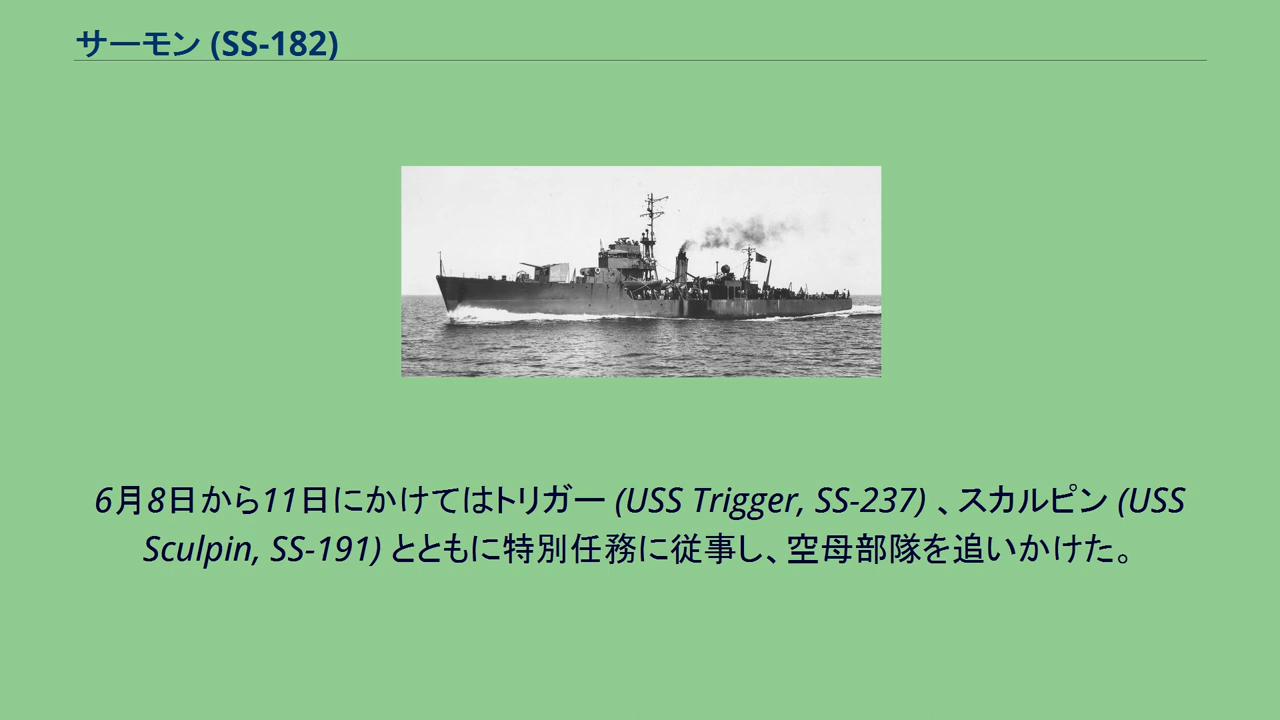 サーモン (SS-182)
6月8日から11日にかけてはトリガー (USS Trigger, SS-237) 、スカルピン (USS
Sculpin, SS-191) とともに特別任務に従事し、空母部隊を追いかけた。